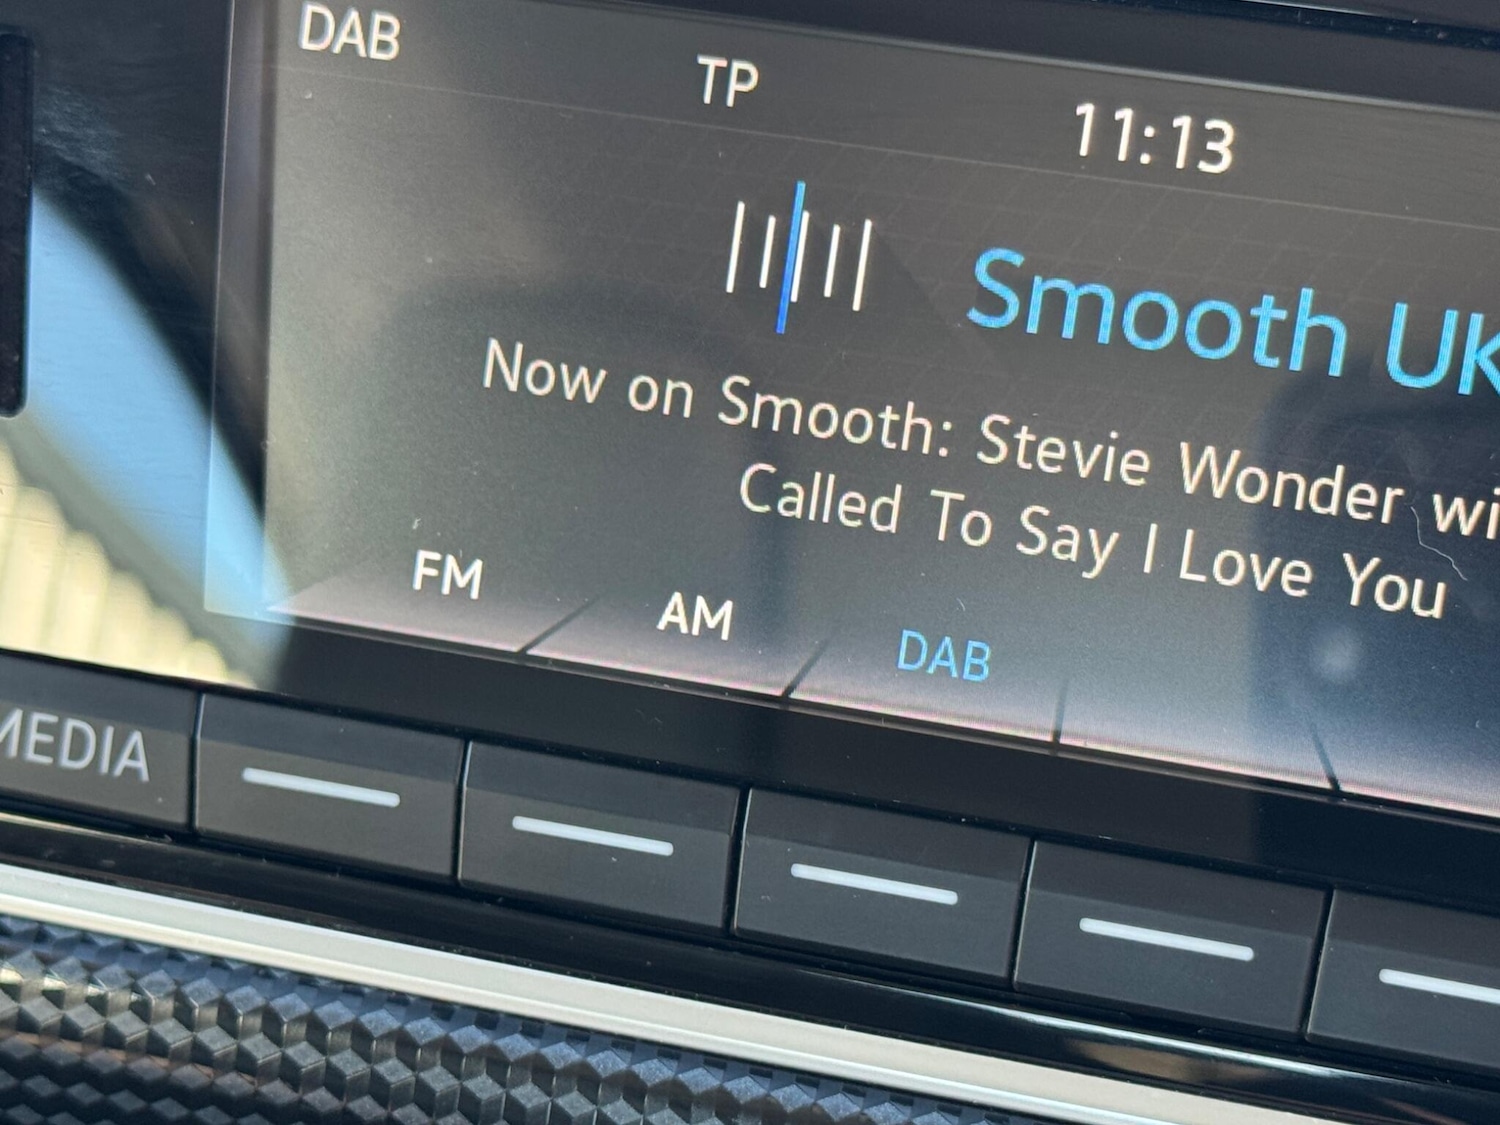 DAB TP 11:13
Smooth UK
Now on Smooth: Stevie Wonder
Called To Say I Love You
FM AM DAB
MEDIA